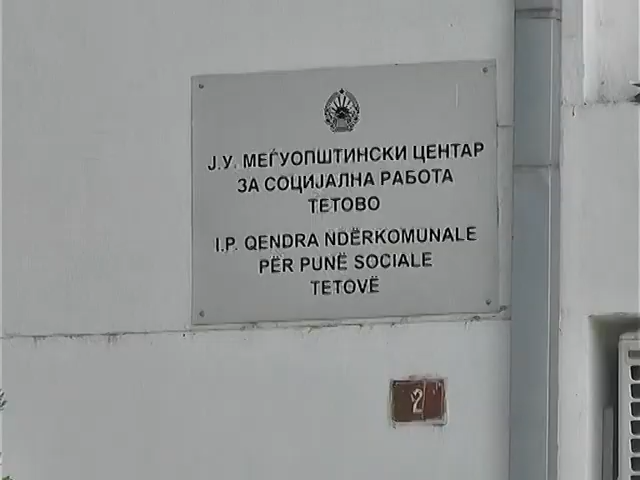 Ј.У. МЕЃУОПШТИНСКИ ЦЕНТАР
ЗА СОЦИЈАЛНА РАБОТА
ТЕТОВО
I.P. QENDRA NDËRKOMUNALE
PËR PUNË SOCIALE
TETOVË
2